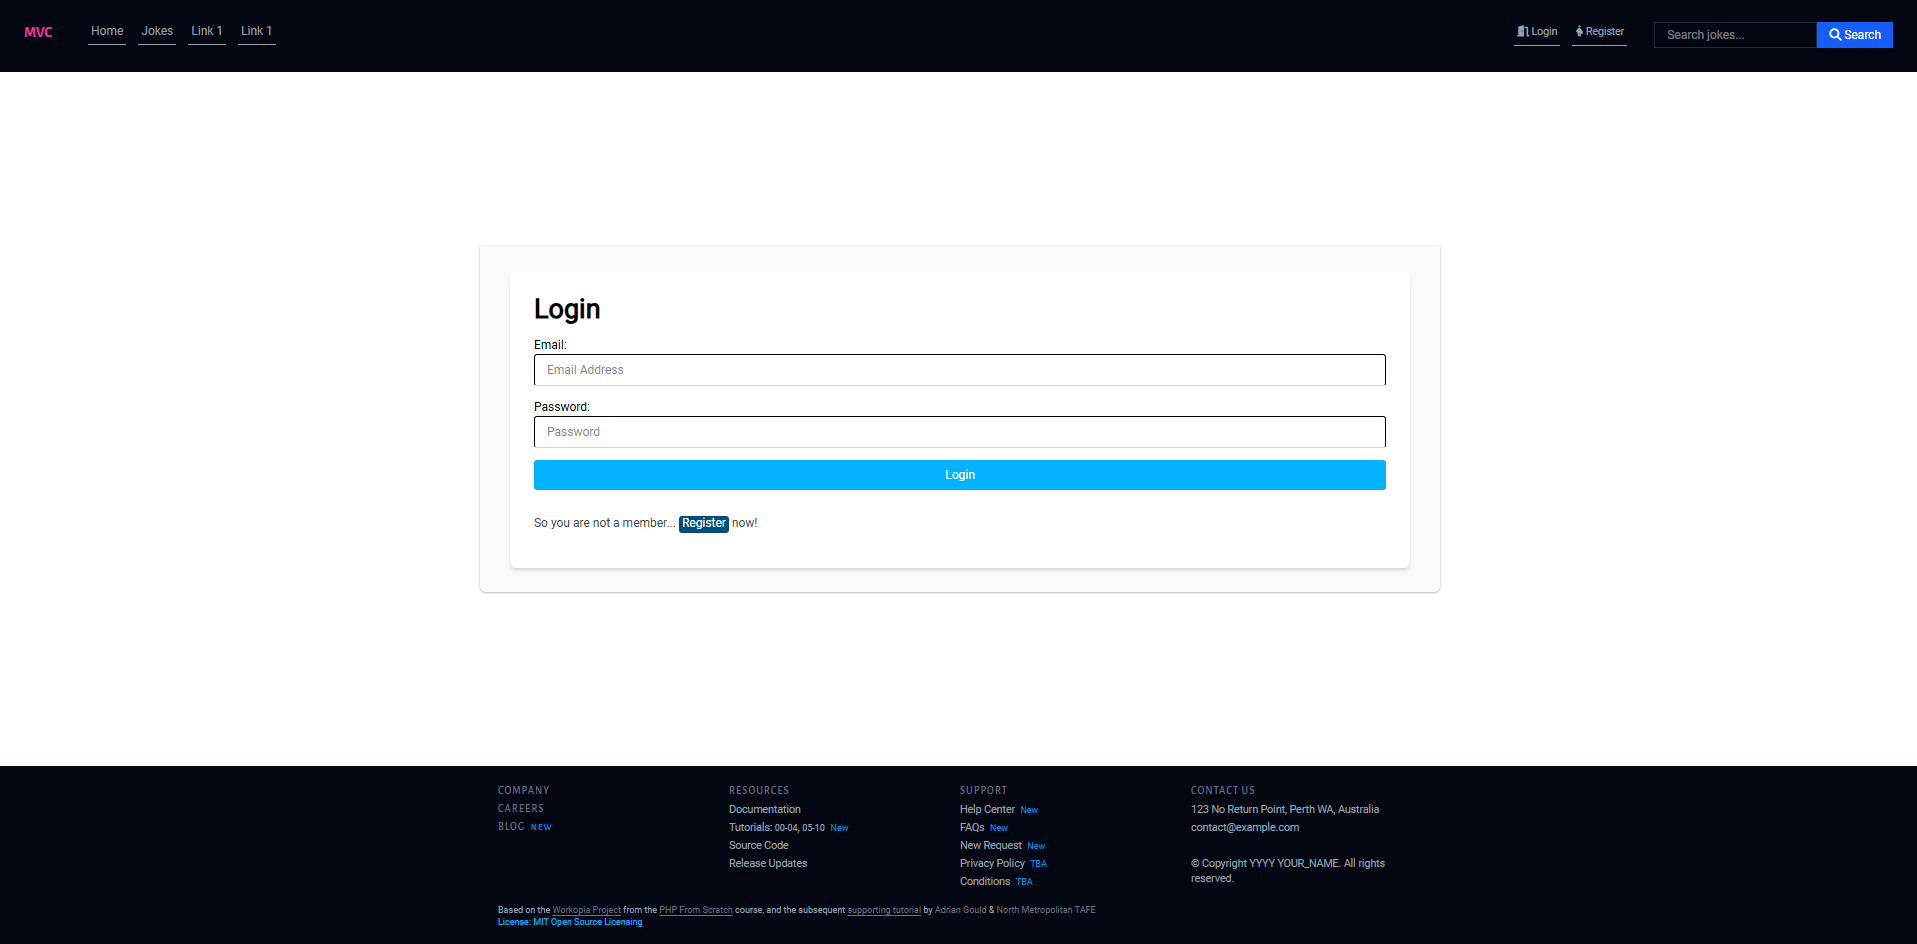 MVC Home Jokes Link 1 Link 1 Login Register Search jokes... Search
Login
Email:
Email Address
Password:
Password
Login
So you are not a member... Register now!
COMPANY
CAREERS
BLOG NEW
RESOURCES
Documentation
Tutorials: 00-04, 05-10 New
Source Code
Release Updates
SUPPORT
Help Center New
FAQs New
New Request New
Privacy Policy TBA
Conditions TBA
CONTACT US
123 No Return Point, Perth WA, Australia
contact@example.com
© Copyright YYYY YOUR_NAME. All rights
reserved.
Based on the Workopia Project from the PHP From Scratch course, and the subsequent supporting tutorial by Adrian Gould & North Metropolitan TAFE
License: MIT Open Source Licensing